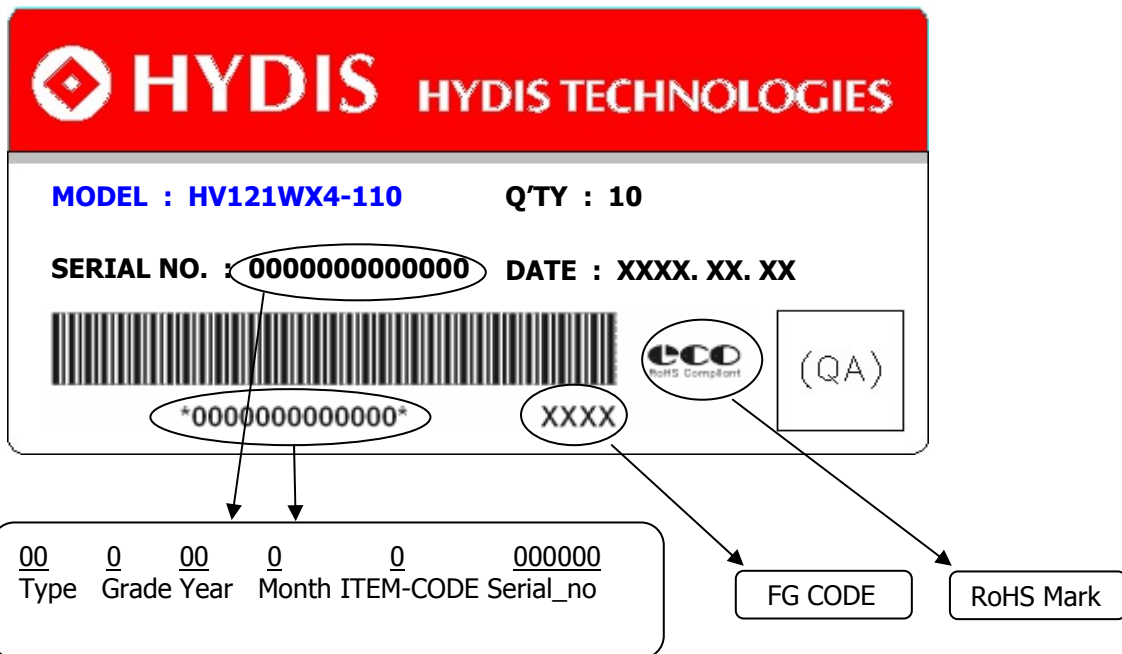 HYDIS HYDIS TECHNOLOGIES
MODEL : HV121WX4-110 Q'TY : 10
SERIAL NO. : 0000000000000 DATE : XXXX. XX. XX
eco
RoHS Compliant
(QA)
*0000000000000* XXXX
00 0 00 0 0 000000
Type Grade Year Month ITEM-CODE Serial_no
FG CODE
RoHS Mark